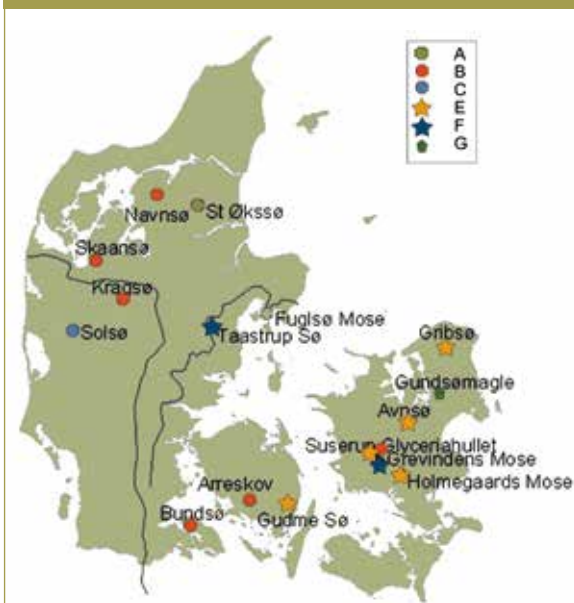 A
B
C
E
F
G
Navnsø
St Økssø
Skaansø
Kragsø
Solsø
Fuglsø Mose
Taastrup Sø
Gribsø
Gundsømagle
Avnsø
Suserup Glyceriahullet
Grevindens Mose
Holmegaards Mose
Arreskov
Gudme Sø
Bundsø